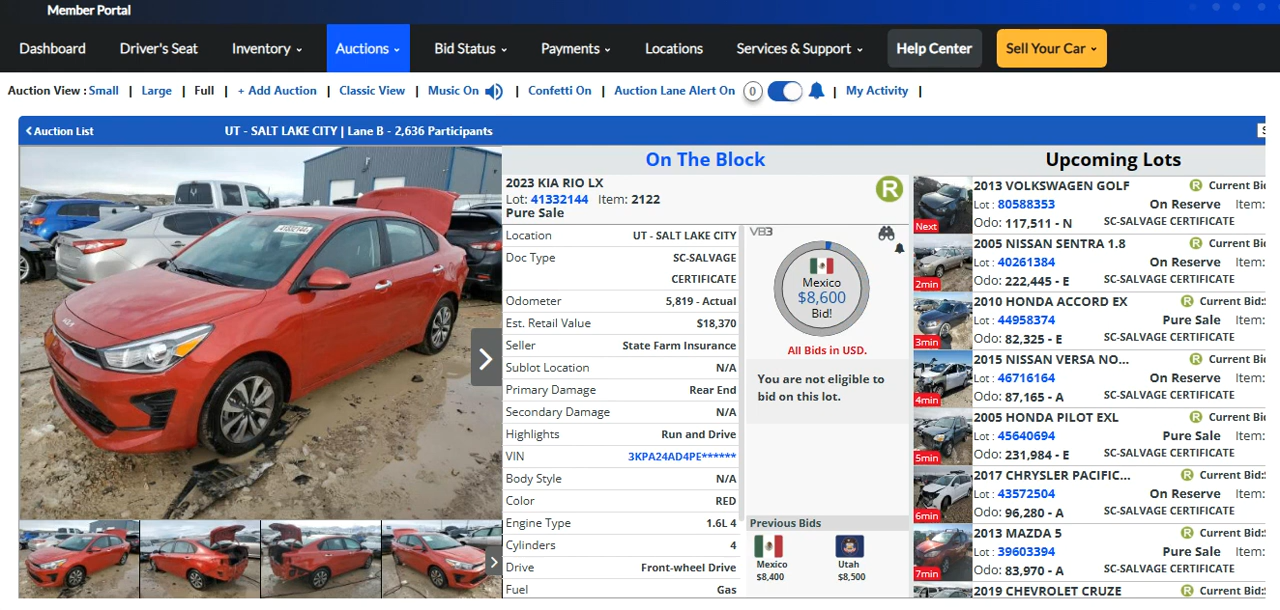 Member Portal
Dashboard Driver's Seat Inventory Auctions Bid Status Payments Locations Services & Support Help Center Sell Your Car
Auction View : Small | Large | Full | + Add Auction | Classic View | Music On | Confetti On | Auction Lane Alert On 0 | My Activity |
Auction List UT - SALT LAKE CITY | Lane B - 2,636 Participants
On The Block
2023 KIA RIO LX
Lot: 41332144 Item: 2122
Pure Sale
Location UT - SALT LAKE CITY
Doc Type SC-SALVAGE
CERTIFICATE
Odometer 5,819 - Actual
Est. Retail Value $18,370
Seller State Farm Insurance
Sublot Location N/A
Primary Damage Rear End
Secondary Damage N/A
Highlights Run and Drive
VIN 3KPA24AD4PE******
Body Style N/A
Color RED
Engine Type 1.6L 4
Cylinders 4
Drive Front-wheel Drive
Fuel Gas
R
VB3
Mexico
$8,600
Bid!
All Bids in USD.
You are not eligible to
bid on this lot.
Previous Bids
Mexico Utah
$8,400 $8,500
Upcoming Lots
2013 VOLKSWAGEN GOLF R Current Bi
Lot : 80588353 On Reserve Item:
Next Odo: 117,511 - N SC-SALVAGE CERTIFICATE
2005 NISSAN SENTRA 1.8 R Current Bi
Lot : 40261384 On Reserve Item:
2min Odo: 222,445 - E SC-SALVAGE CERTIFICATE
2010 HONDA ACCORD EX R Current Bid:
Lot : 44958374 Pure Sale Item:
3min Odo: 82,325 - E SC-SALVAGE CERTIFICATE
2015 NISSAN VERSA NO... R Current Bi
Lot : 46716164 On Reserve Item:
4min Odo: 87,165 - A SC-SALVAGE CERTIFICATE
2005 HONDA PILOT EXL R Current Bi
Lot : 45640694 Pure Sale Item:
5min Odo: 231,984 - E SC-SALVAGE CERTIFICATE
2017 CHRYSLER PACIFIC... R Current Bid:
Lot : 43572504 On Reserve Item:
6min Odo: 96,280 - A SC-SALVAGE CERTIFICATE
2013 MAZDA 5 R Current Bid:
Lot : 39603394 Pure Sale Item:
7min Odo: 83,970 - A SC-SALVAGE CERTIFICATE
2019 CHEVROLET CRUZE R Current Bid:
41332144